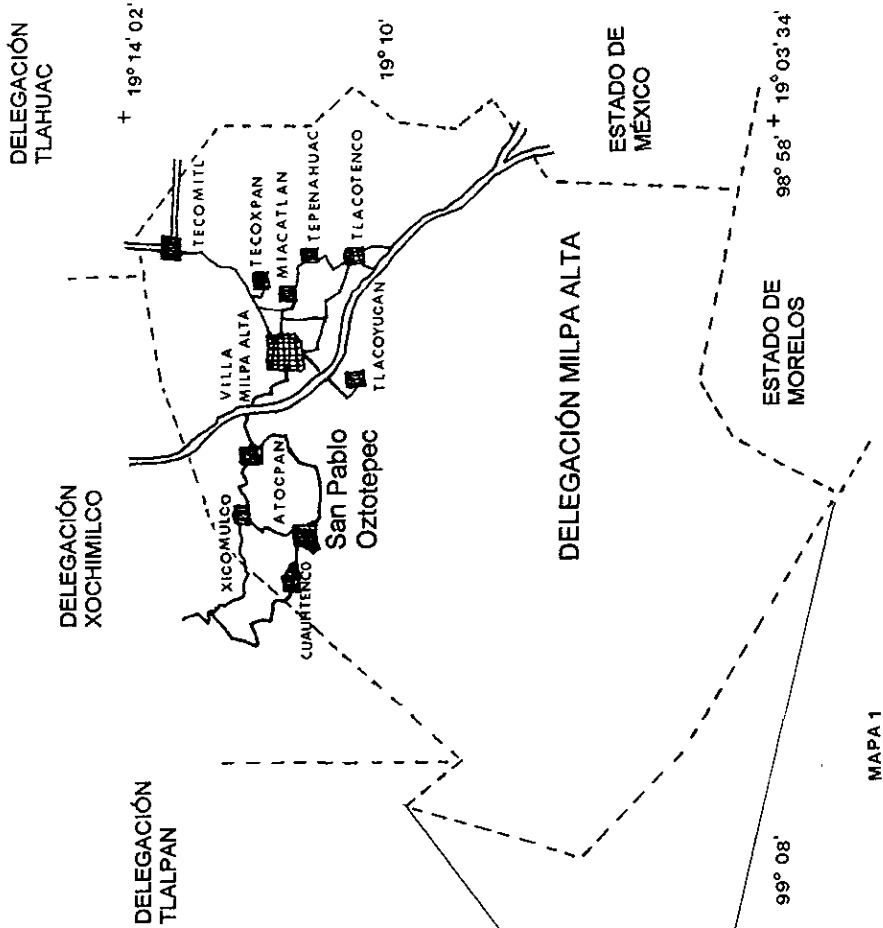 DELEGACIÓN
TLAHUAC
+ 19° 14' 02"
DELEGACIÓN
XOCHIMILCO
DELEGACIÓN
TLALPAN
TECOMITL
19° 10'
TECOXPAN
MIACATLAN
TEPENAHUAC
TLACOTENCO
VILLA
MILPA ALTA
TLACOYUCAN
ATOCPAN
XICOMULCO
San Pablo
Oztotepec
CUAUHTENCO
ESTADO DE
MÉXICO
DELEGACIÓN MILPA ALTA
98° 58' + 19° 03' 34'
ESTADO DE
MORELOS
99° 08'
MAPA 1